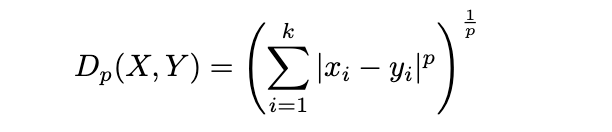 $$D_p(X, Y) = \left( \sum_{i=1}^{k} |x_i - y_i|^p \right)^{\frac{1}{p}}$$